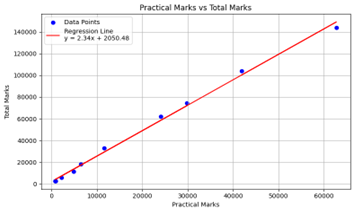 Practical Marks vs Total Marks
Data Points
Regression Line
y = 2.34x + 2050.48
140000
120000
100000
80000
60000
40000
20000
0
Total Marks
0
10000
20000
30000
40000
50000
60000
Practical Marks